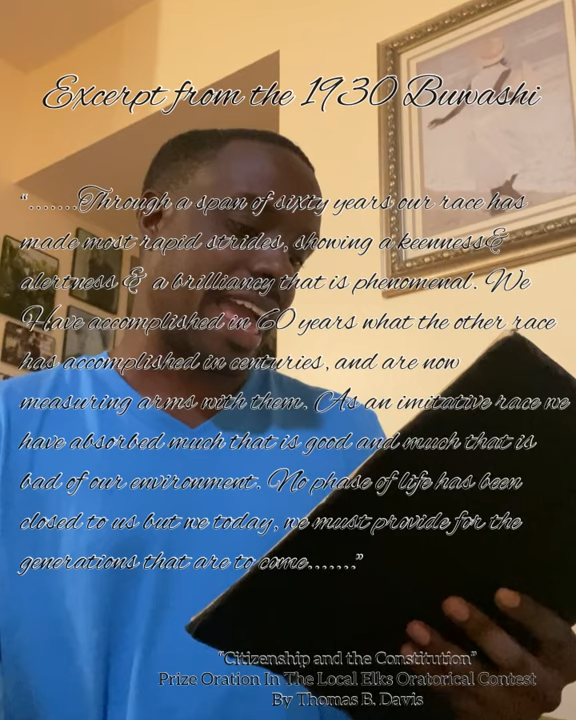 Excerpt from the 1930 Buwashi
“.......Through a span of sixty years our race has
made most rapid strides, showing a keenness &
alertness & a brilliancy that is phenomenal. We
Have accomplished in 60 years what the other race
has accomplished in centuries, and are now
measuring arms with them. As an imitative race we
have absorbed much that is good and much that is
bad of our environment. No phase of life has been
closed to us but we today, we must provide for the
generations that are to come.......”
“Citizenship and the Constitution”
Prize Oration In The Local Elks Oratorical Contest
By Thomas B. Davis